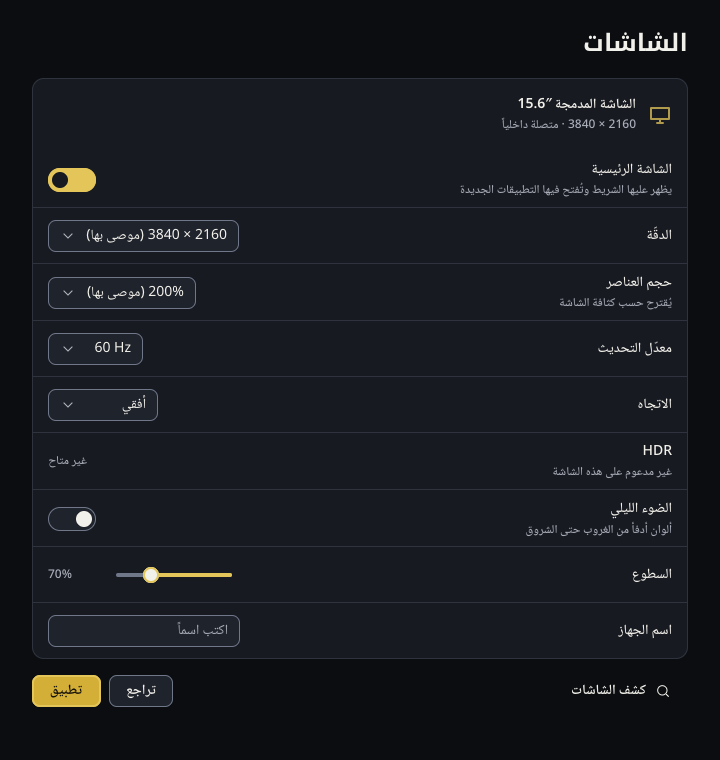 الشاشات
الشاشة المدمجة 15.6″
3840 × 2160 · متصلة داخلياً
الشاشة الرئيسية
يظهر عليها الشريط وتُفتح فيها التطبيقات الجديدة
الدقّة
3840 × 2160 (موصى بها)
حجم العناصر
يُقترح حسب كثافة الشاشة
200% (موصى بها)
معدّل التحديث
60 Hz
الاتجاه
أفقي
HDR
غير مدعوم على هذه الشاشة
غير متاح
الضوء الليلي
ألوان أدفأ من الغروب حتى الشروق
السطوع
70%
اسم الجهاز
اكتب اسماً
كشف الشاشات
تراجع
تطبيق